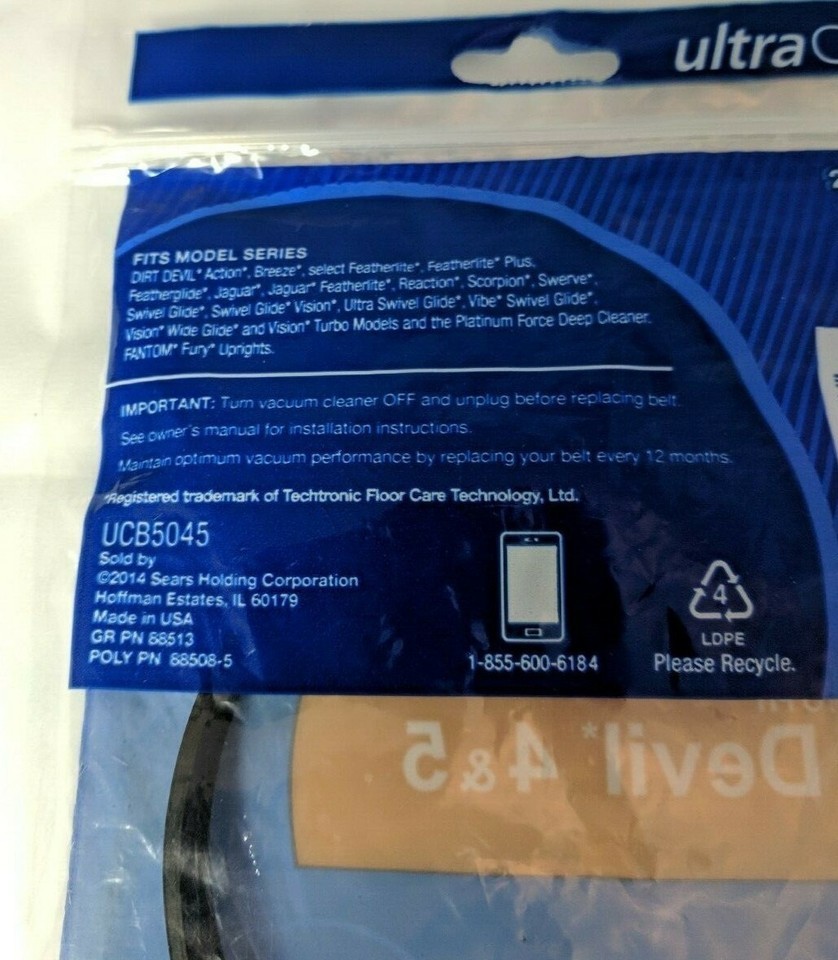 ultra
FITS MODEL SERIES
DIRT DEVIL* Action*, Breeze*, select Featherlite*, Featherlite* Plus,
Featherglide*, Jaguar*, Jaguar* Featherlite*, Reaction*, Scorpion*, Swerve*,
Swivel Glide*, Swivel Glide* Vision*, Ultra Swivel Glide*, Vibe* Swivel Glide*,
Vision* Wide Glide* and Vision* Turbo Models and the Platinum Force Deep Cleaner.
FANTOM* Fury* Uprights.
IMPORTANT: Turn vacuum cleaner OFF and unplug before replacing belt.
See owner's manual for installation instructions.
Maintain optimum vacuum performance by replacing your belt every 12 months.
*Registered trademark of Techtronic Floor Care Technology, Ltd.
UCB5045
Sold by
©2014 Sears Holding Corporation
Hoffman Estates, IL 60179
Made in USA
GR PN 88513
POLY PN 88508-5
1-855-600-6184
4
LDPE
Please Recycle.
Devil* 4 & 5